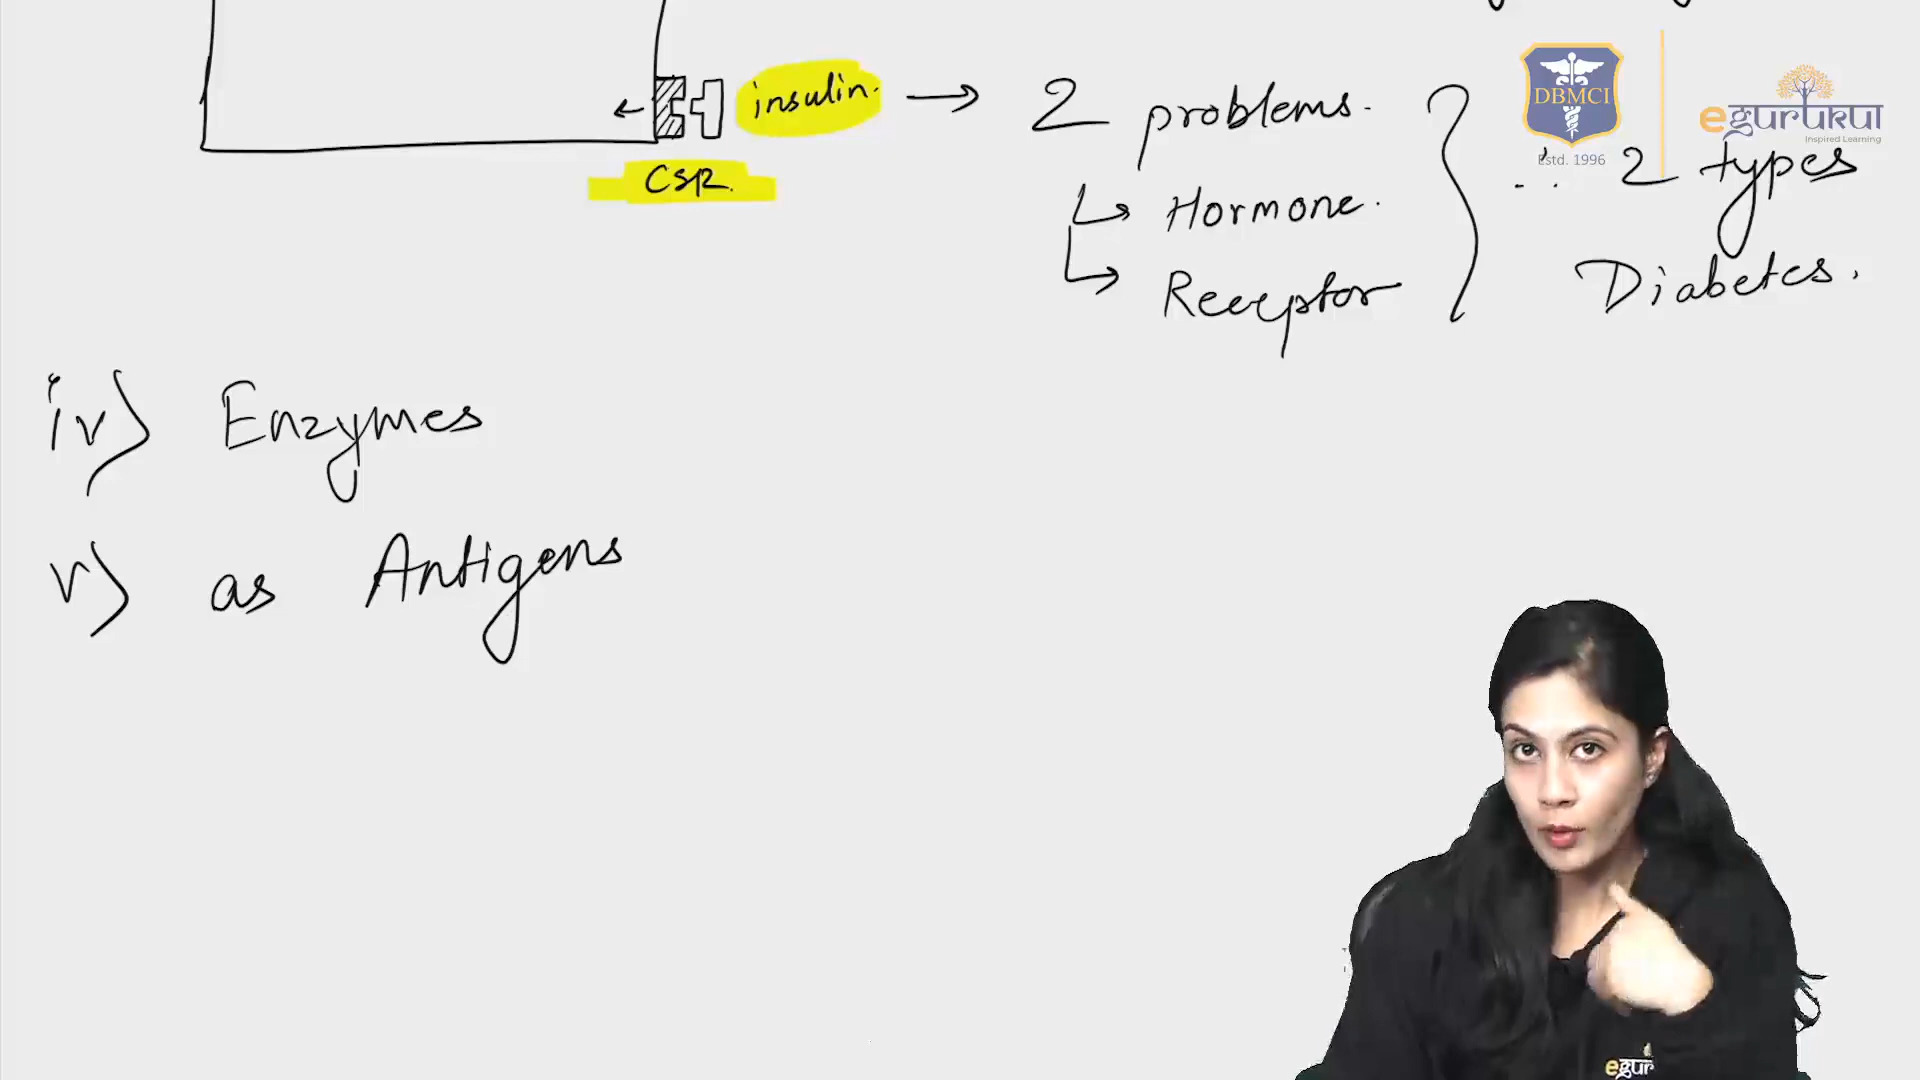 insulin. → 2 problems.
CSR.
↳ Hormone.
↳ Receptor
∴ 2 types
Diabetes.
iv) Enzymes
v) as Antigens
DBMCI
Estd. 1996
egurukul
Inspired Learning
egur